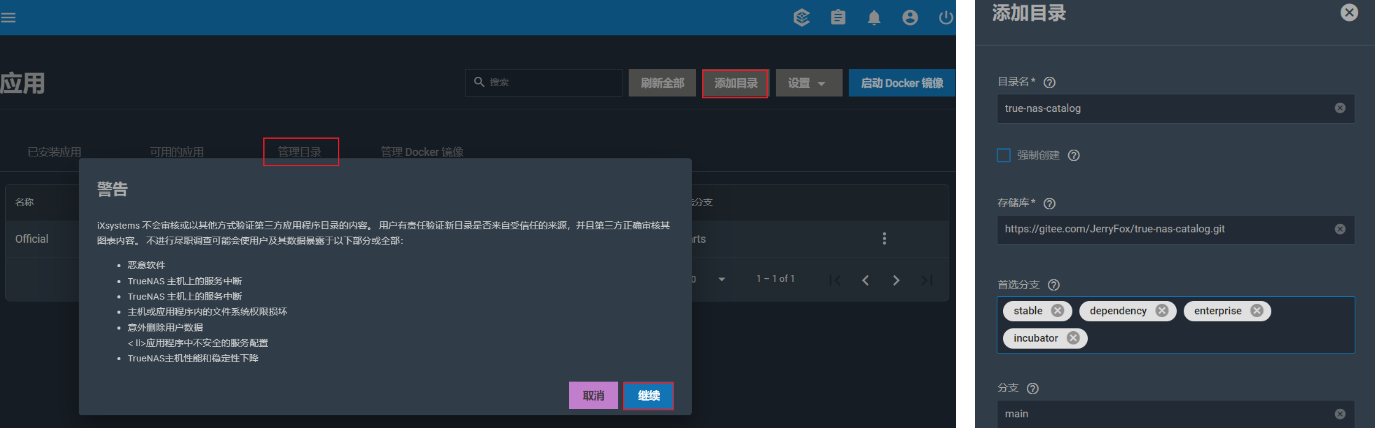 应用
搜索
刷新全部
添加目录
设置
启动 Docker 镜像
已安装应用
可用的应用
管理目录
管理 Docker 镜像
名称
Official
警告
iXsystems 不会审核或以其他方式验证第三方应用程序目录的内容。 用户有责任验证新目录是否来自受信任的来源，并且第三方正确审核其
图表内容。 不进行尽职调查可能会使用户及其数据暴露于以下部分或全部：
恶意软件
TrueNAS 主机上的服务中断
TrueNAS 主机上的服务中断
主机或应用程序内的文件系统权限损坏
意外删除用户数据
< li>应用程序中不安全的服务配置
TrueNAS主机性能和稳定性下降
取消
继续
分支
rts
0
1 – 1 of 1
添加目录
目录名*
true-nas-catalog
强制创建
存储库*
https://gitee.com/JerryFox/true-nas-catalog.git
首选分支
stable
dependency
enterprise
incubator
分支
main